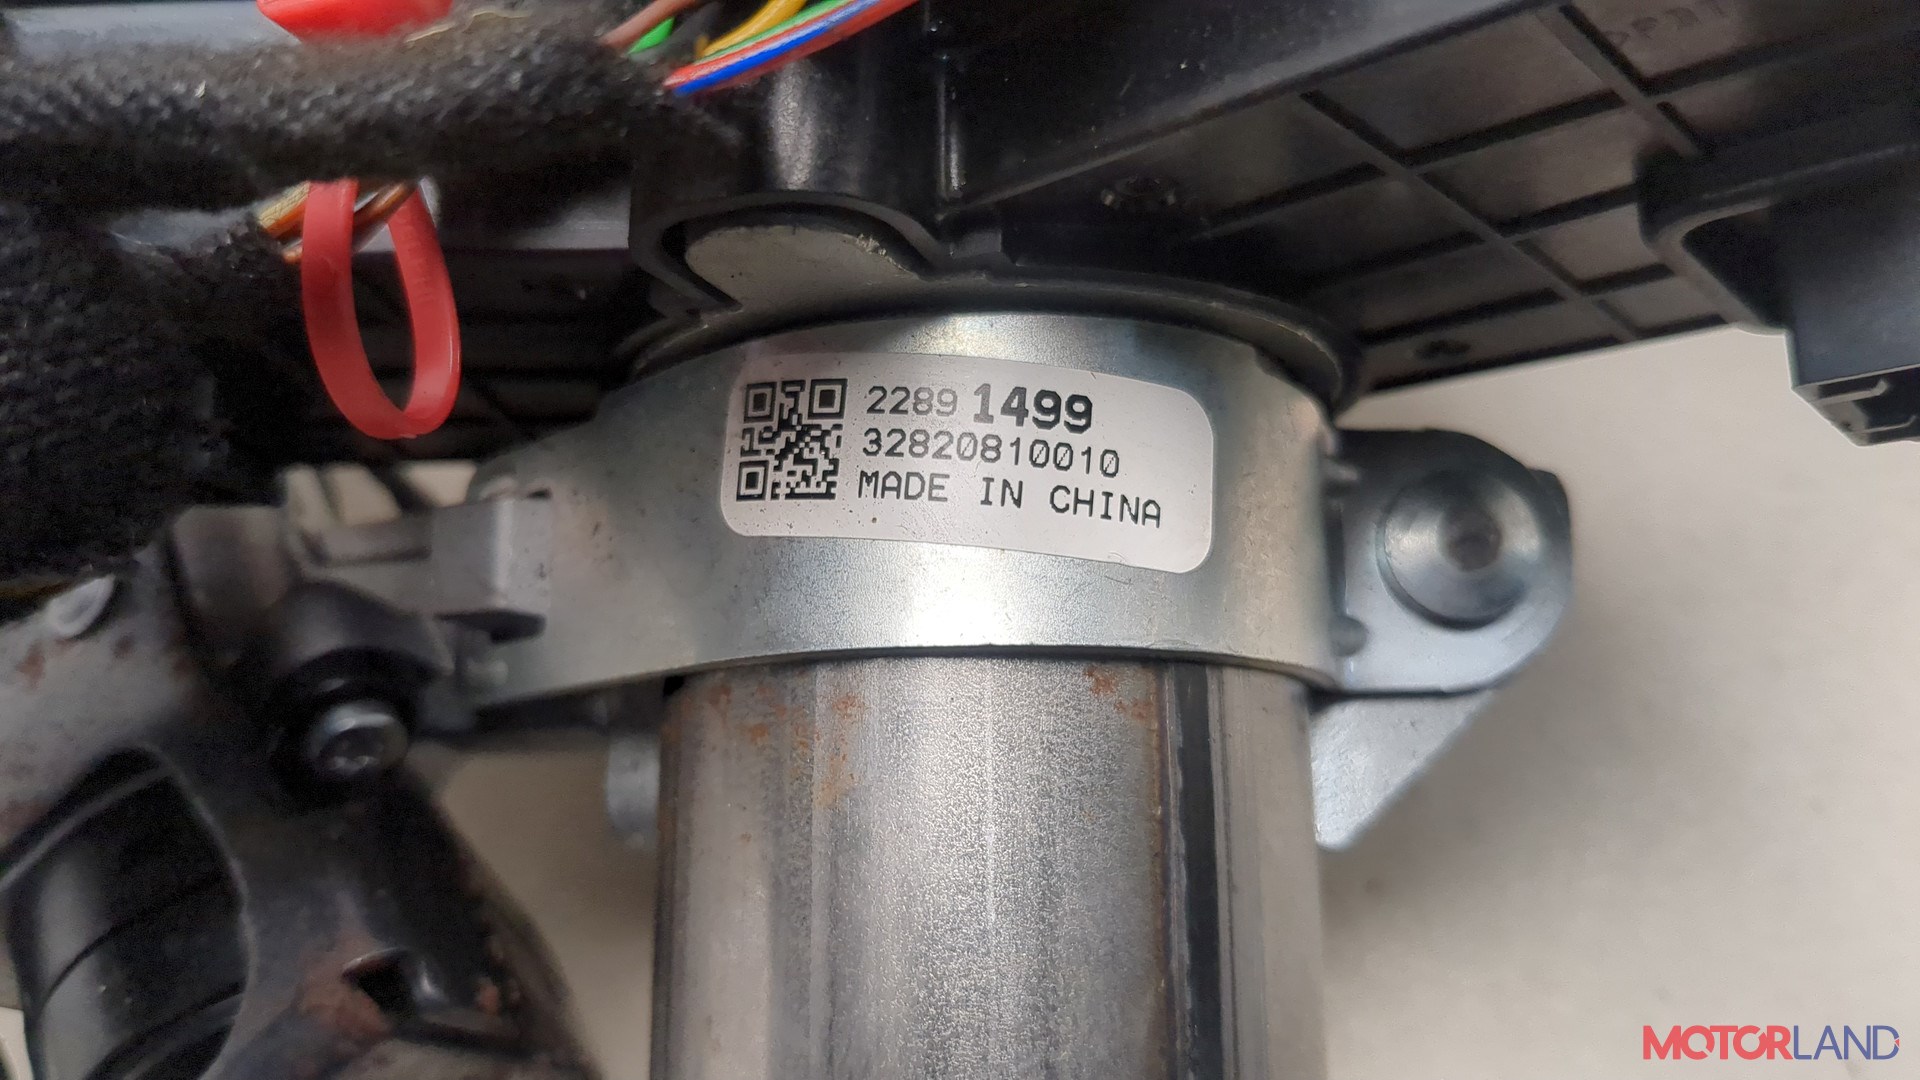 2289 1499
32820810010
MADE IN CHINA
MOTORLAND